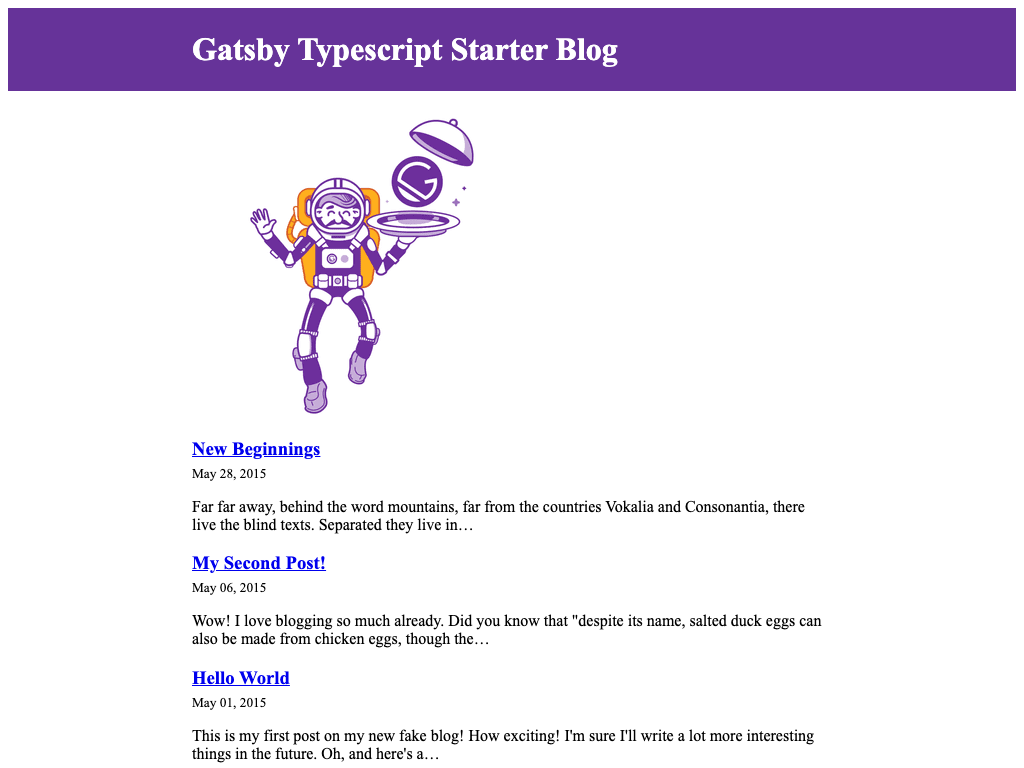 Gatsby Typescript Starter Blog
New Beginnings
May 28, 2015
Far far away, behind the word mountains, far from the countries Vokalia and Consonantia, there
live the blind texts. Separated they live in…
My Second Post!
May 06, 2015
Wow! I love blogging so much already. Did you know that "despite its name, salted duck eggs can
also be made from chicken eggs, though the…
Hello World
May 01, 2015
This is my first post on my new fake blog! How exciting! I'm sure I'll write a lot more interesting
things in the future. Oh, and here's a…